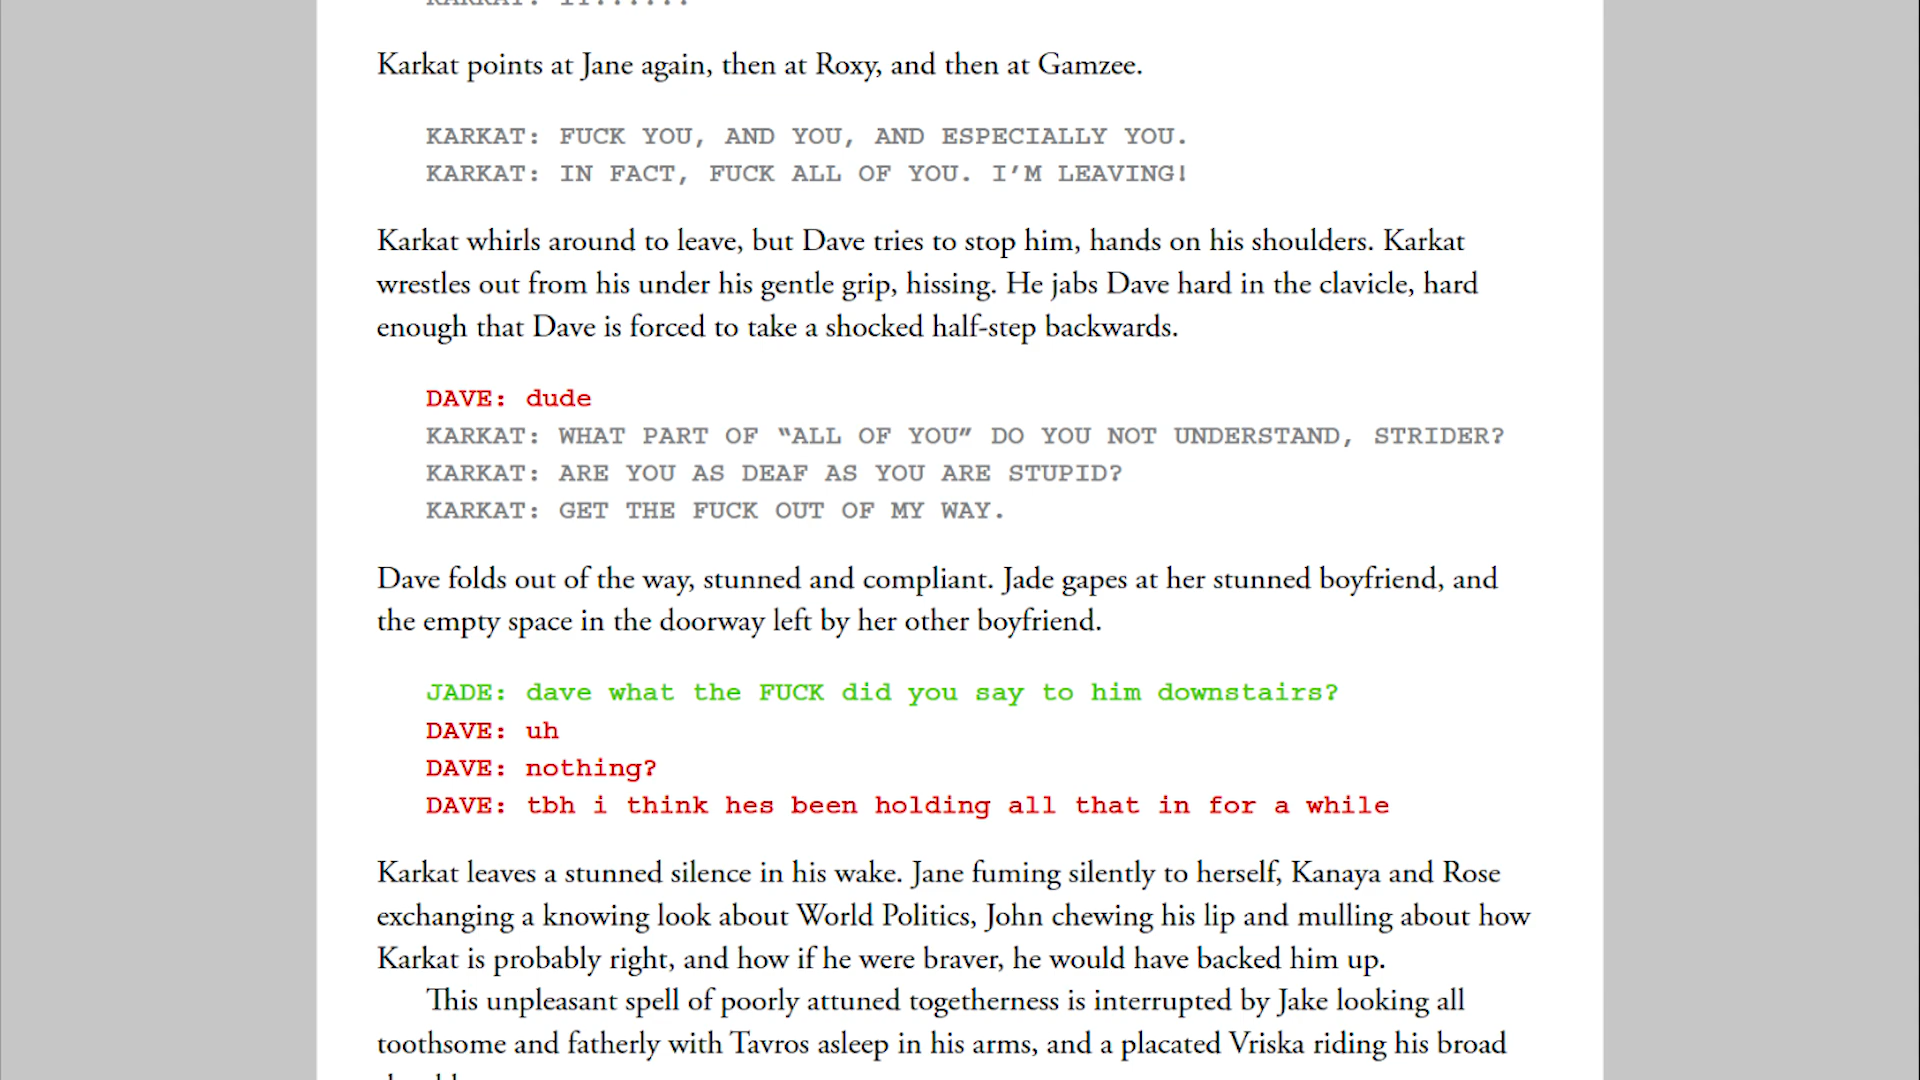 KARKAT: IT......
Karkat points at Jane again, then at Roxy, and then at Gamzee.
KARKAT: FUCK YOU, AND YOU, AND ESPECIALLY YOU.
KARKAT: IN FACT, FUCK ALL OF YOU. I’M LEAVING!
Karkat whirls around to leave, but Dave tries to stop him, hands on his shoulders. Karkat
wrestles out from his under his gentle grip, hissing. He jabs Dave hard in the clavicle, hard
enough that Dave is forced to take a shocked half-step backwards.
DAVE: dude
KARKAT: WHAT PART OF “ALL OF YOU” DO YOU NOT UNDERSTAND, STRIDER?
KARKAT: ARE YOU AS DEAF AS YOU ARE STUPID?
KARKAT: GET THE FUCK OUT OF MY WAY.
Dave folds out of the way, stunned and compliant. Jade gapes at her stunned boyfriend, and
the empty space in the doorway left by her other boyfriend.
JADE: dave what the FUCK did you say to him downstairs?
DAVE: uh
DAVE: nothing?
DAVE: tbh i think hes been holding all that in for a while
Karkat leaves a stunned silence in his wake. Jane fuming silently to herself, Kanaya and Rose
exchanging a knowing look about World Politics, John chewing his lip and mulling about how
Karkat is probably right, and how if he were braver, he would have backed him up.
This unpleasant spell of poorly attuned togetherness is interrupted by Jake looking all
toothsome and fatherly with Tavros asleep in his arms, and a placated Vriska riding his broad